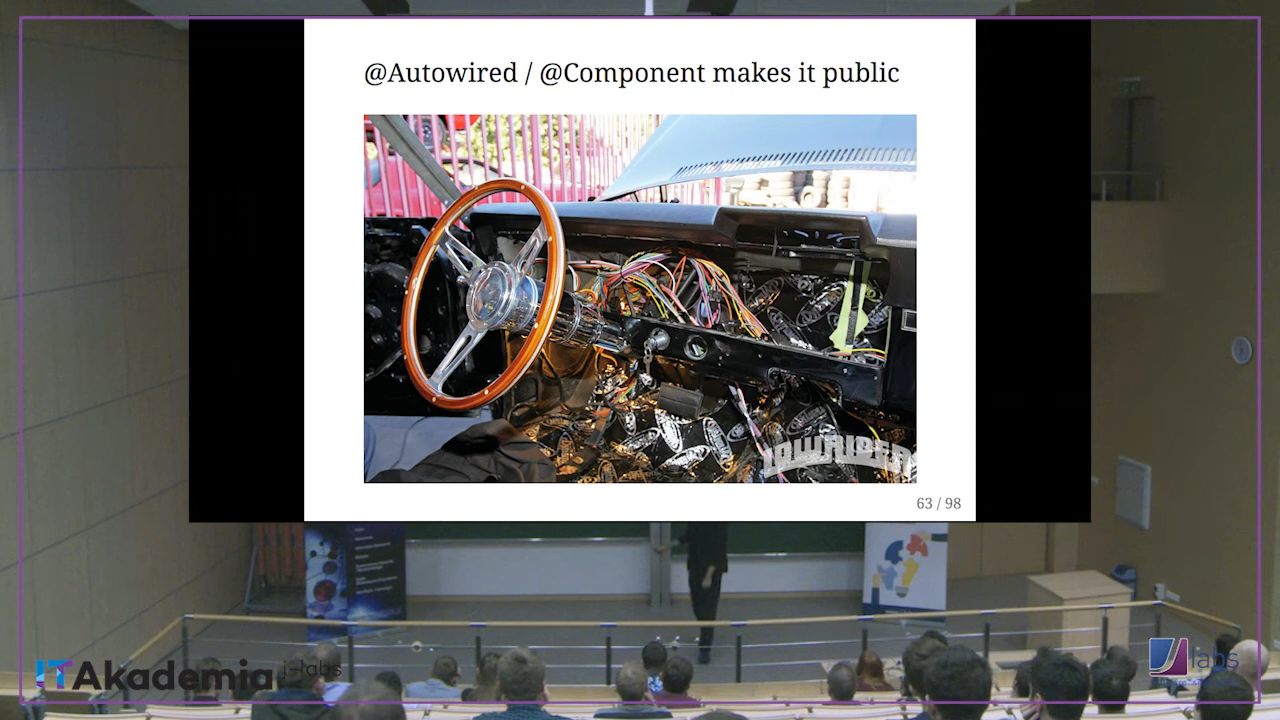 @Autowired / @Component makes it public
LOWRIDER
63 / 98
ITAkademia j-labs
labs